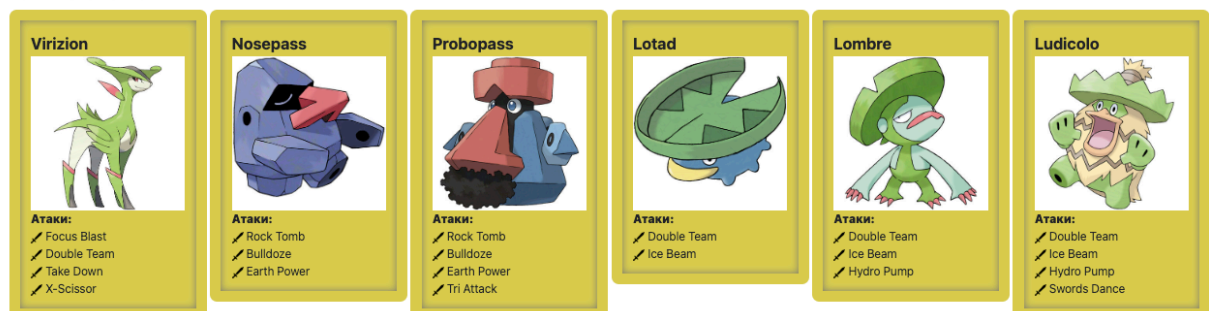 Virizion
Атаки:
Focus Blast
Double Team
Take Down
X-Scissor
Nosepass
Атаки:
Rock Tomb
Bulldoze
Earth Power
Probopass
Атаки:
Rock Tomb
Bulldoze
Earth Power
Tri Attack
Lotad
Атаки:
Double Team
Ice Beam
Lombre
Атаки:
Double Team
Ice Beam
Hydro Pump
Ludicolo
Атаки:
Double Team
Ice Beam
Hydro Pump
Swords Dance